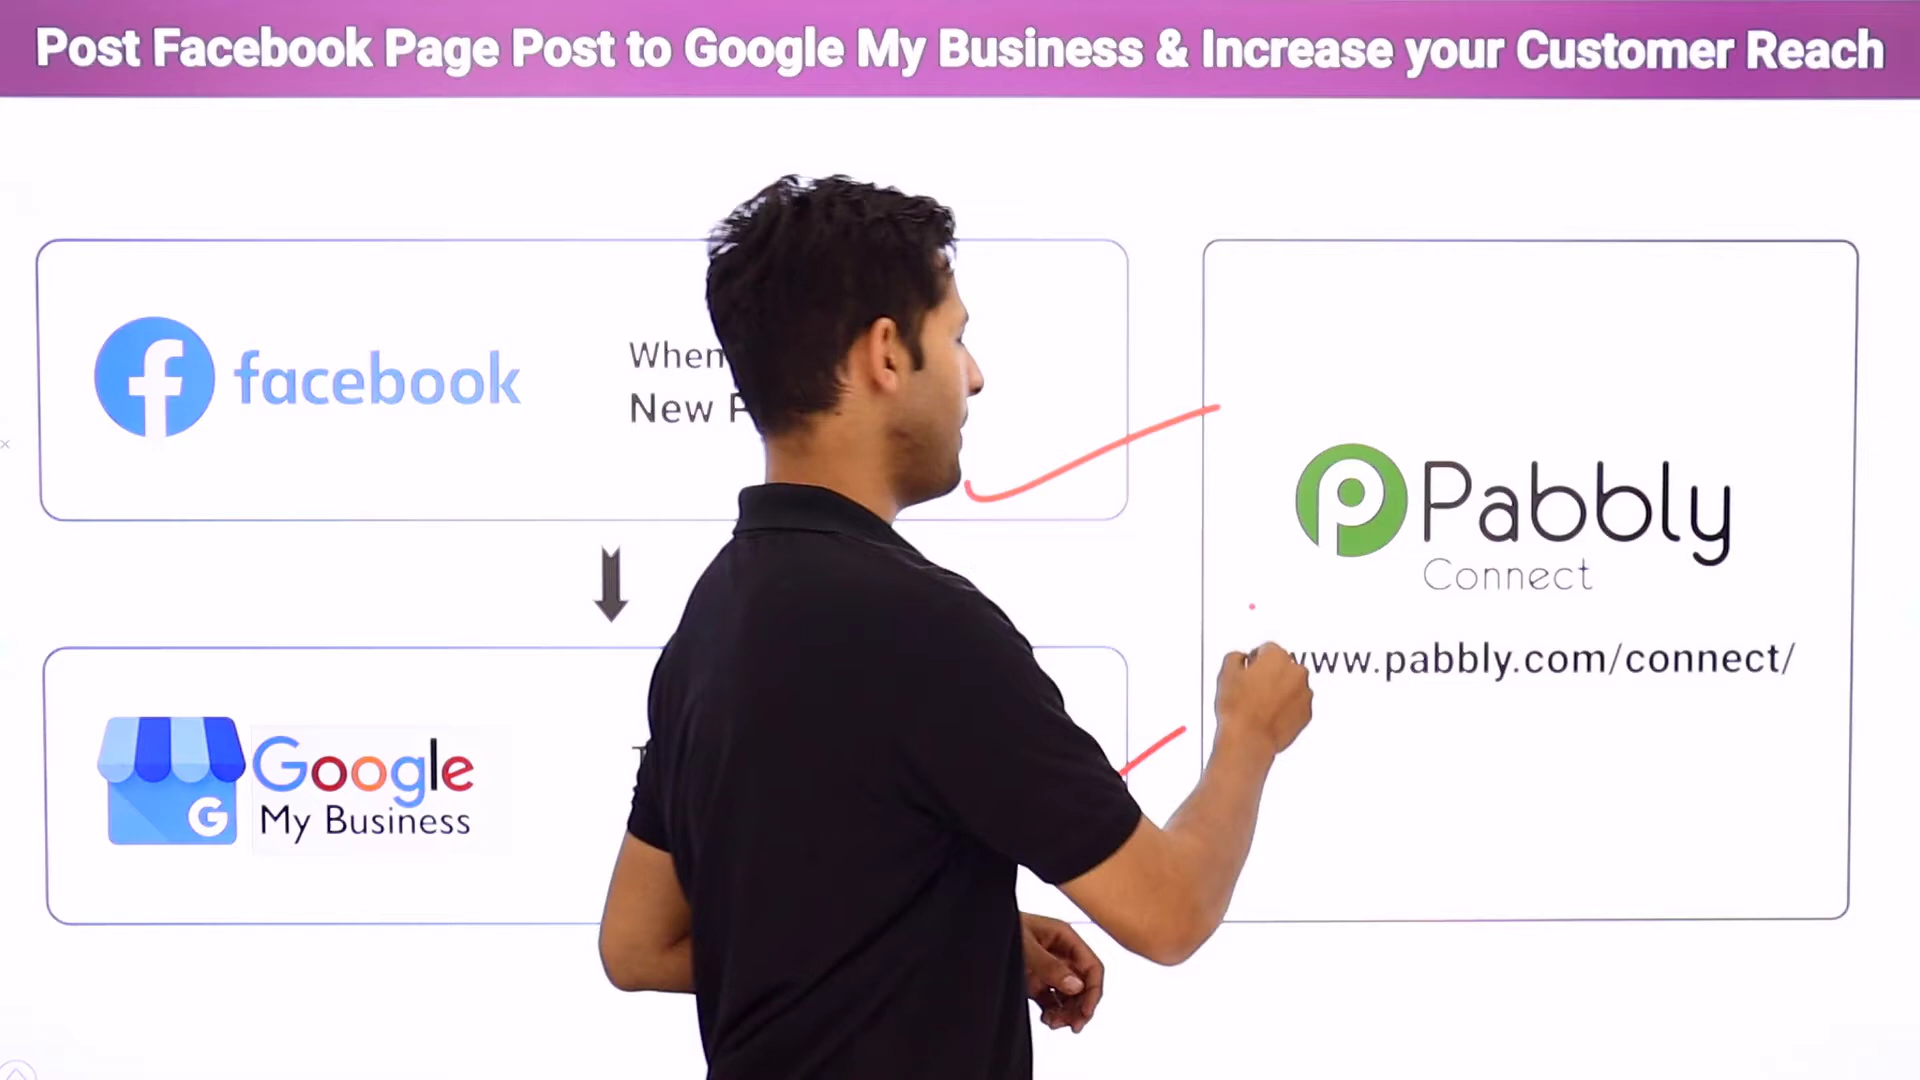 Post Facebook Page Post to Google My Business & Increase your Customer Reach
facebook
When
New
Google
My Business
G
Pabbly
Connect
www.pabbly.com/connect/